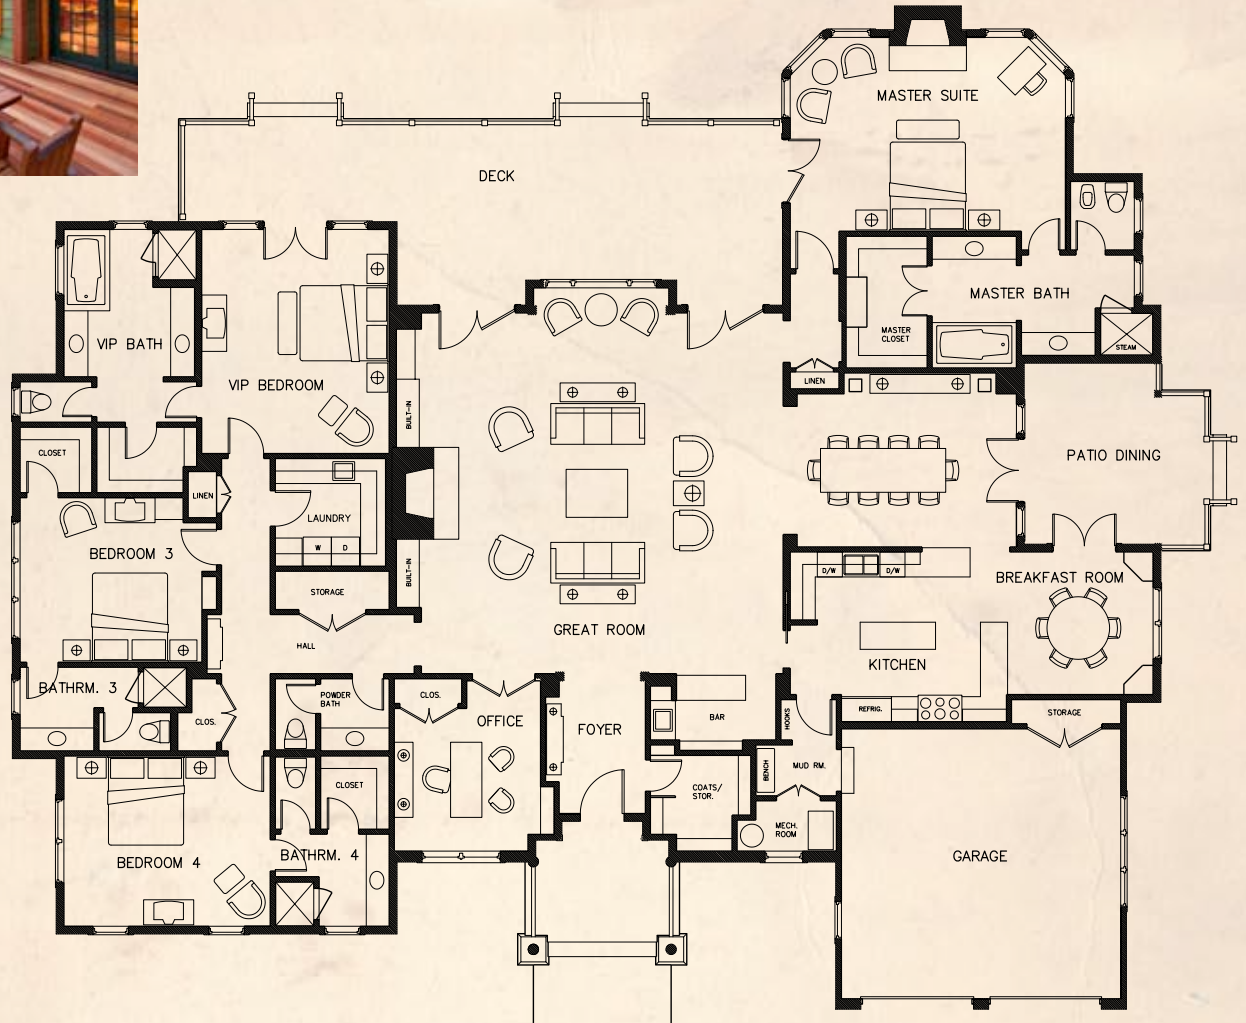 MASTER SUITE
DECK
MASTER BATH
MASTER
CLOSET
STEAM
LINEN
VIP BATH
VIP BEDROOM
BUILT-IN
CLOSET
LINEN
LAUNDRY
W D
PATIO DINING
BEDROOM 3
STORAGE
BUILT-IN
D/W
D/W
BREAKFAST ROOM
GREAT ROOM
HALL
KITCHEN
BATHRM. 3
CLOS.
POWDER
BATH
CLOS.
OFFICE
FOYER
BAR
HOOKS
REFRIG.
STORAGE
BENCH
MUD RM.
COATS/
STOR.
MECH.
ROOM
CLOSET
BEDROOM 4
BATHRM. 4
GARAGE